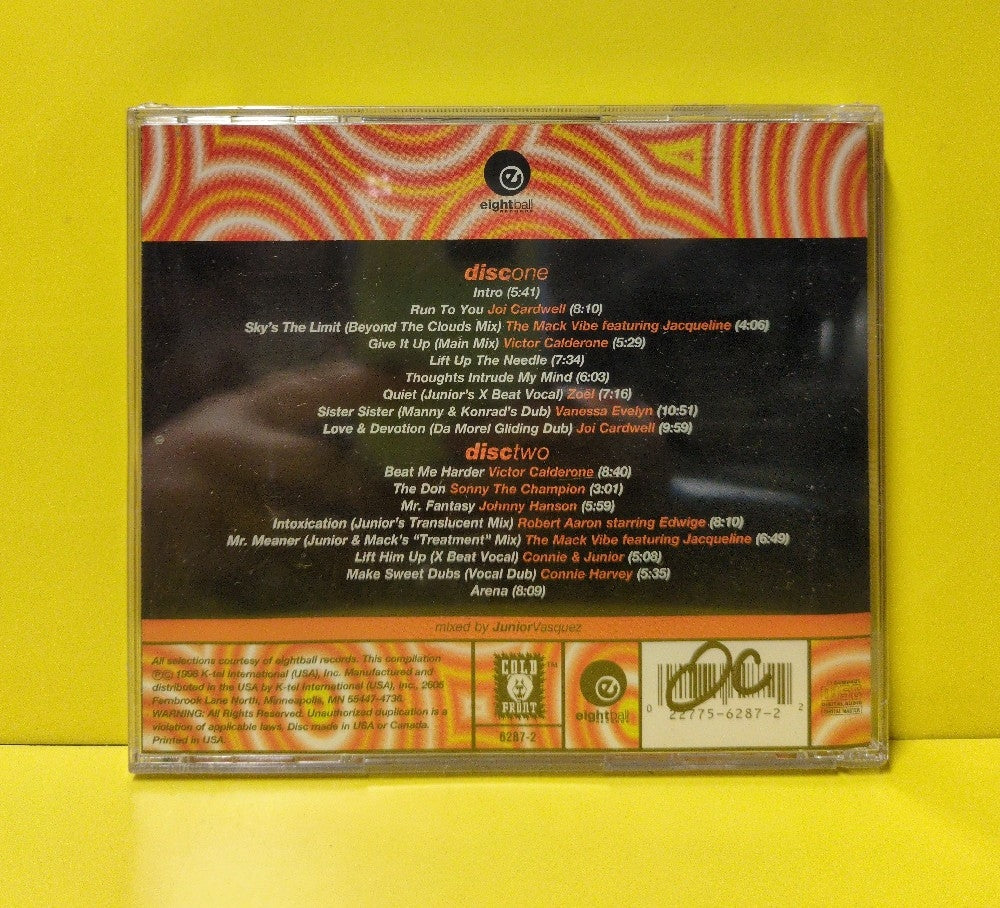 eightball
RECORDS
discone
Intro (5:41)
Run To You Joi Cardwell (8:10)
Sky's The Limit (Beyond The Clouds Mix) The Mack Vibe featuring Jacqueline (4:06)
Give It Up (Main Mix) Victor Calderone (5:29)
Lift Up The Needle (7:34)
Thoughts Intrude My Mind (6:03)
Quiet (Junior's X Beat Vocal) Zoël (7:16)
Sister Sister (Manny & Konrad's Dub) Vanessa Evelyn (10:51)
Love & Devotion (Da Morel Gliding Dub) Joi Cardwell (9:59)
disctwo
Beat Me Harder Victor Calderone (8:40)
The Don Sonny The Champion (3:01)
Mr. Fantasy Johnny Hanson (5:59)
Intoxication (Junior's Translucent Mix) Robert Aaron starring Edwige (8:10)
Mr. Meaner (Junior & Mack's "Treatment" Mix) The Mack Vibe featuring Jacqueline (6:49)
Lift Him Up (X Beat Vocal) Connie & Junior (5:08)
Make Sweet Dubs (Vocal Dub) Connie Harvey (5:35)
Arena (8:09)
mixed by JuniorVasquez
All selections courtesy of eightball records. This compilation
℗© 1998 K-tel International (USA), Inc. Manufactured and
distributed in the USA by K-tel International (USA), Inc., 2605
Fernbrook Lane North, Minneapolis, MN 55447-4736.
WARNING: All Rights Reserved. Unauthorized duplication is a
violation of applicable laws. Disc made in USA or Canada.
Printed in USA.
COLD
FRONT
TM
6287-2
eightball
0 22775-6287-2 2
DIGITAL AUDIO